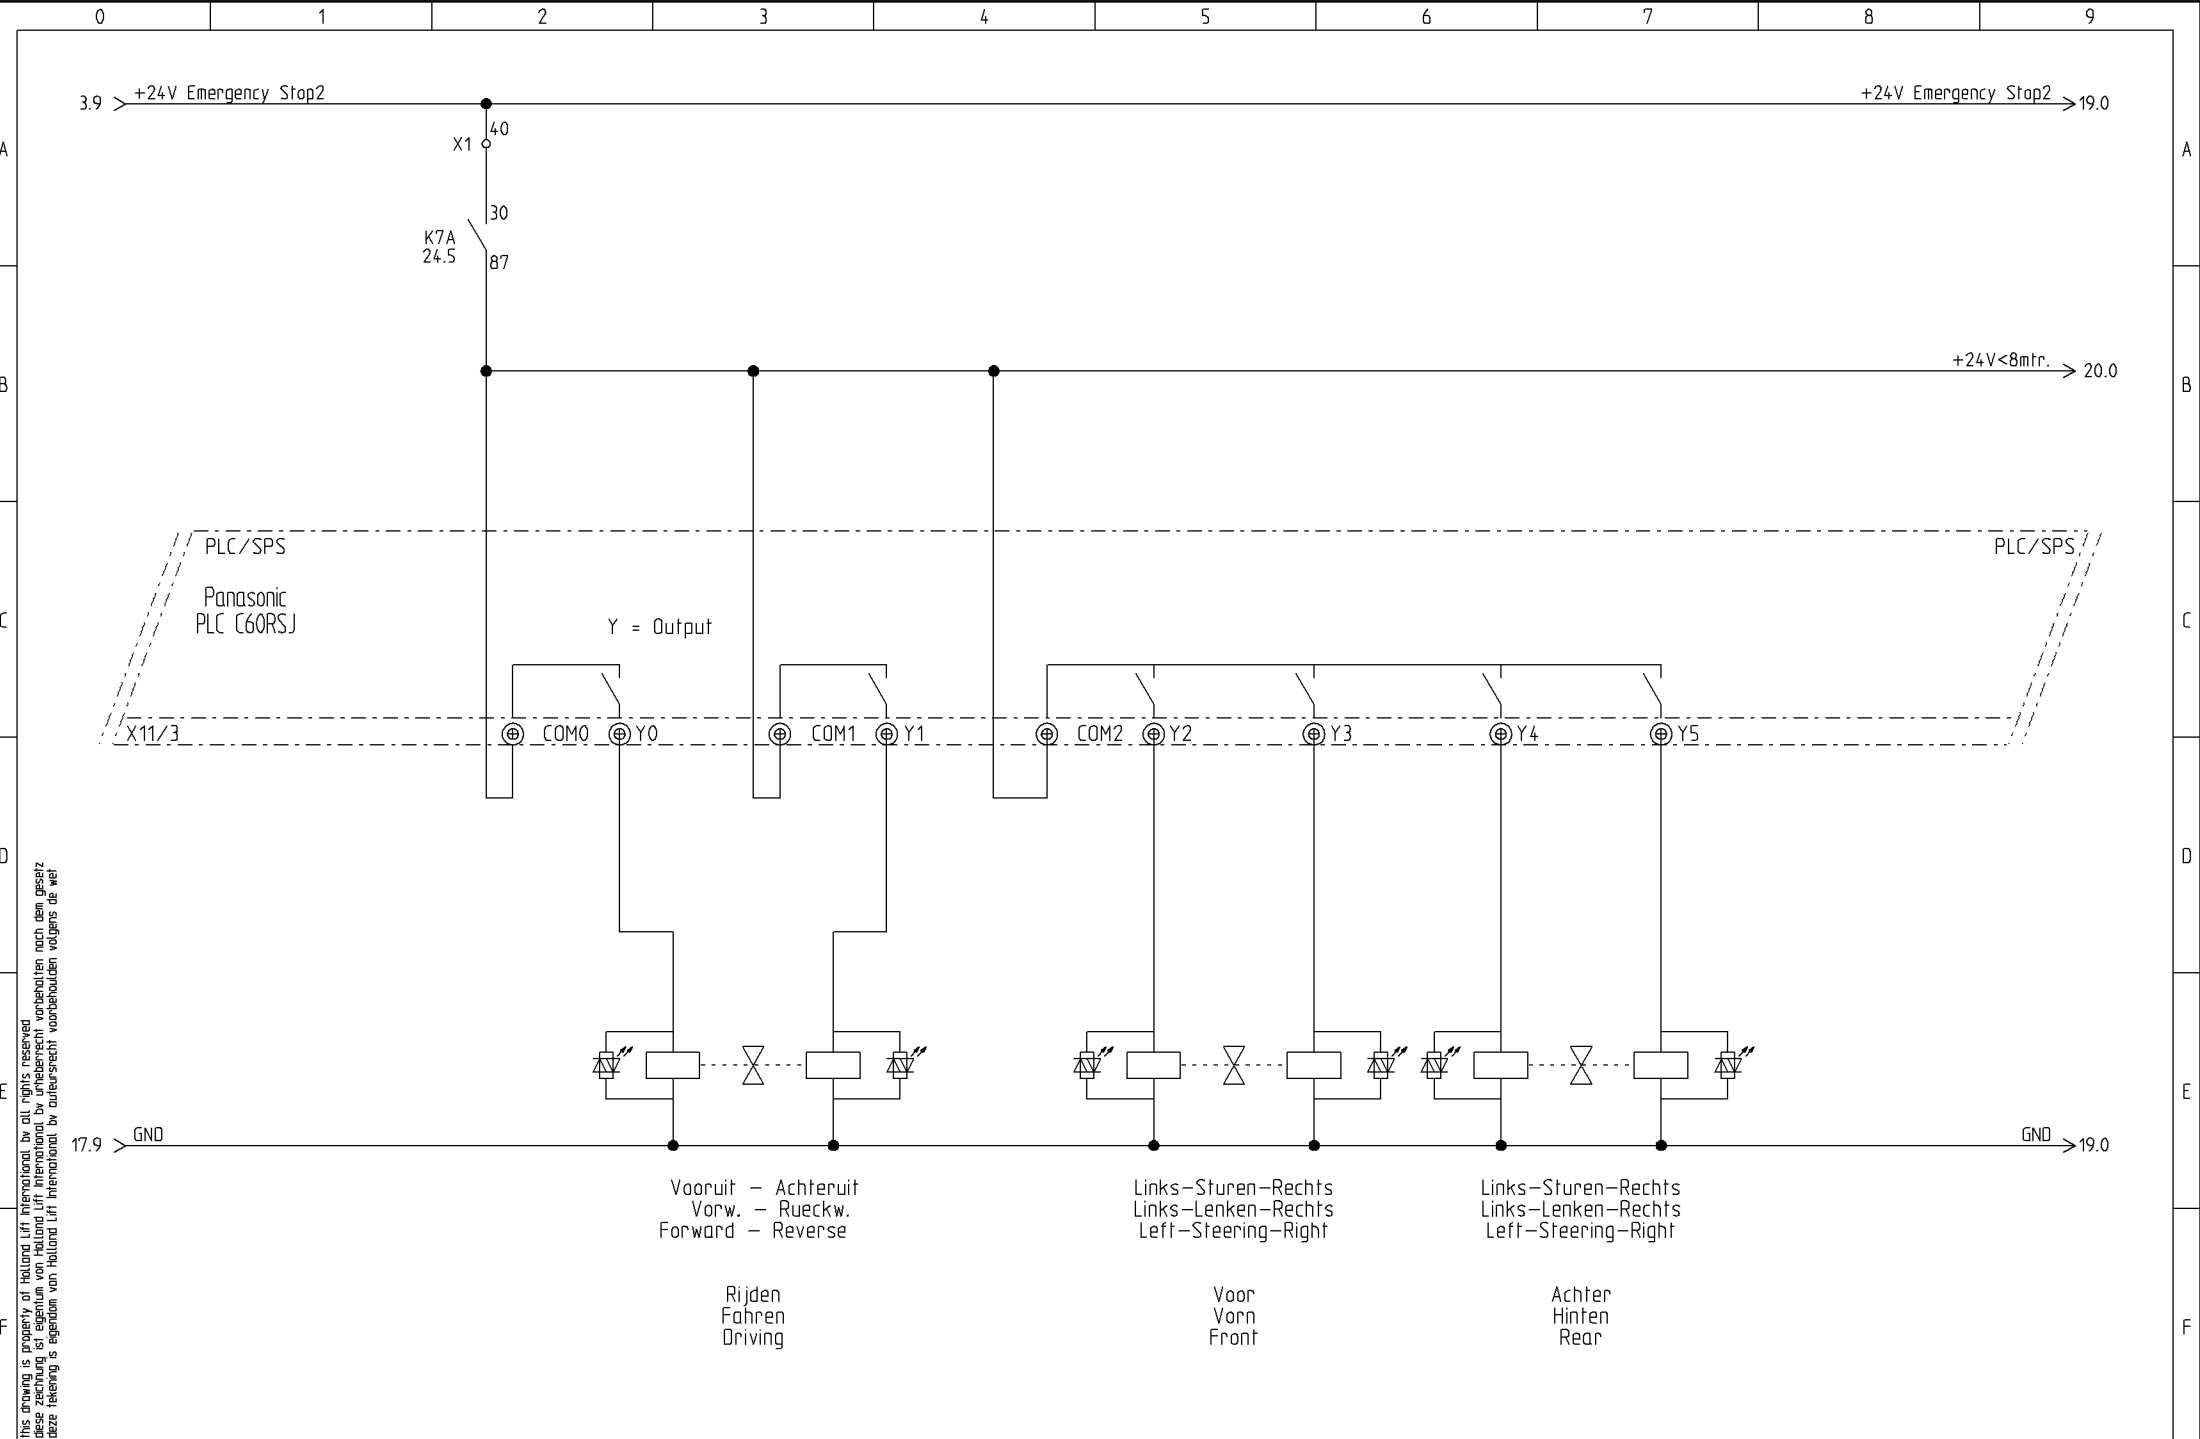 0 1 2 3 4 5 6 7 8 9
3.9 +24V Emergency Stop2
+24V Emergency Stop2 19.0
40
A X1 A
30
K7A
24.5
87
+24V<8mtr. 20.0
B B
PLC/SPS PLC/SPS
Panasonic
PLC C60RSJ
C Y = Output C
X11/3 COM0 Y0 COM1 Y1 COM2 Y2 Y3 Y4 Y5
D D
E E
17.9 GND GND 19.0
Vooruit - Achteruit
Vorw. - Rueckw.
Forward - Reverse
Links-Sturen-Rechts
Links-Lenken-Rechts
Left-Steering-Right
Links-Sturen-Rechts
Links-Lenken-Rechts
Left-Steering-Right
Rijden
Fahren
Driving
Voor
Vorn
Front
Achter
Hinten
Rear
F F
this drawing is property of Holland Lift International bv all rights reserved
diese zeichnung ist eigentum von Holland Lift International bv urheberrecht vorbehalten nach dem gesetz
deze tekening is eigendom van Holland Lift International bv auteursrecht voorbehoulden volgens de wet